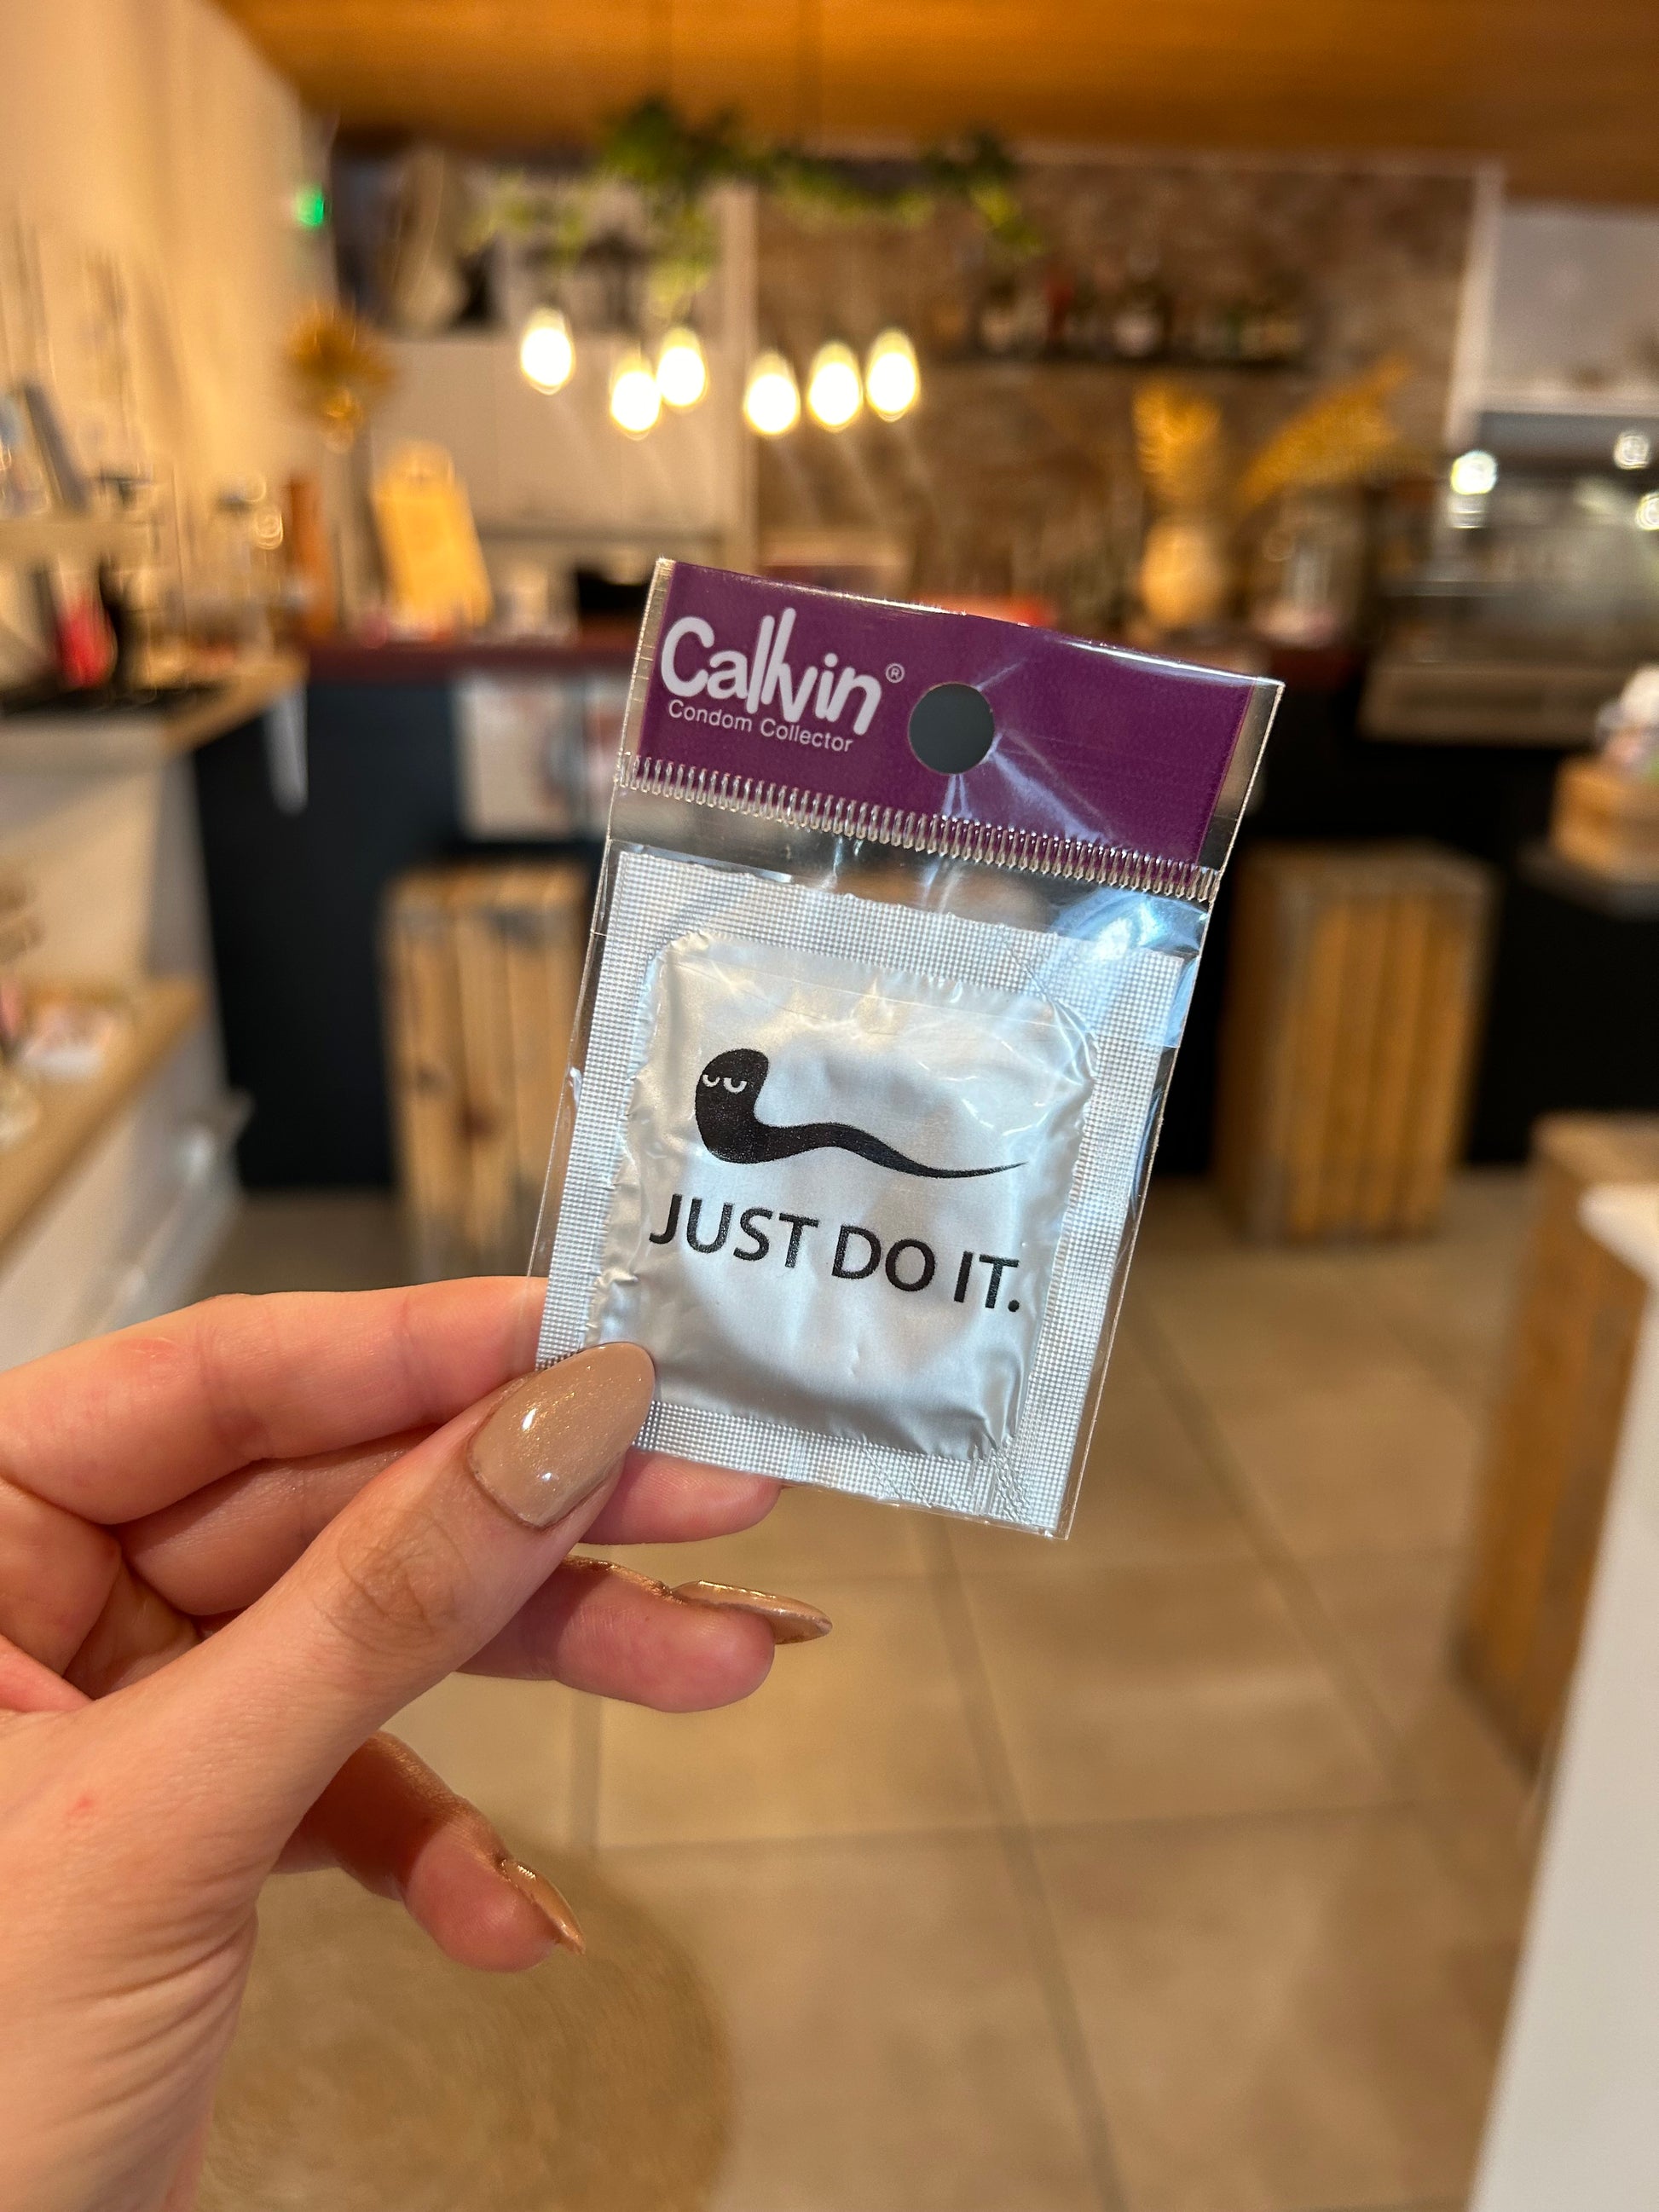 Callvin®
Condom Collector
JUST DO IT.